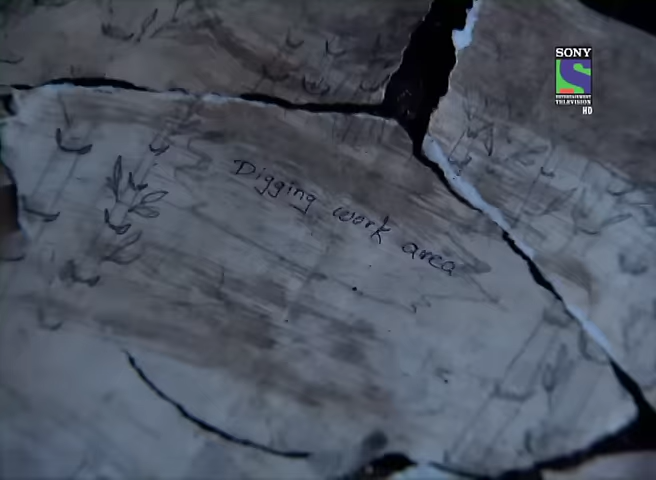 SONY
ENTERTAINMENT
TELEVISION
HD
Digging work area